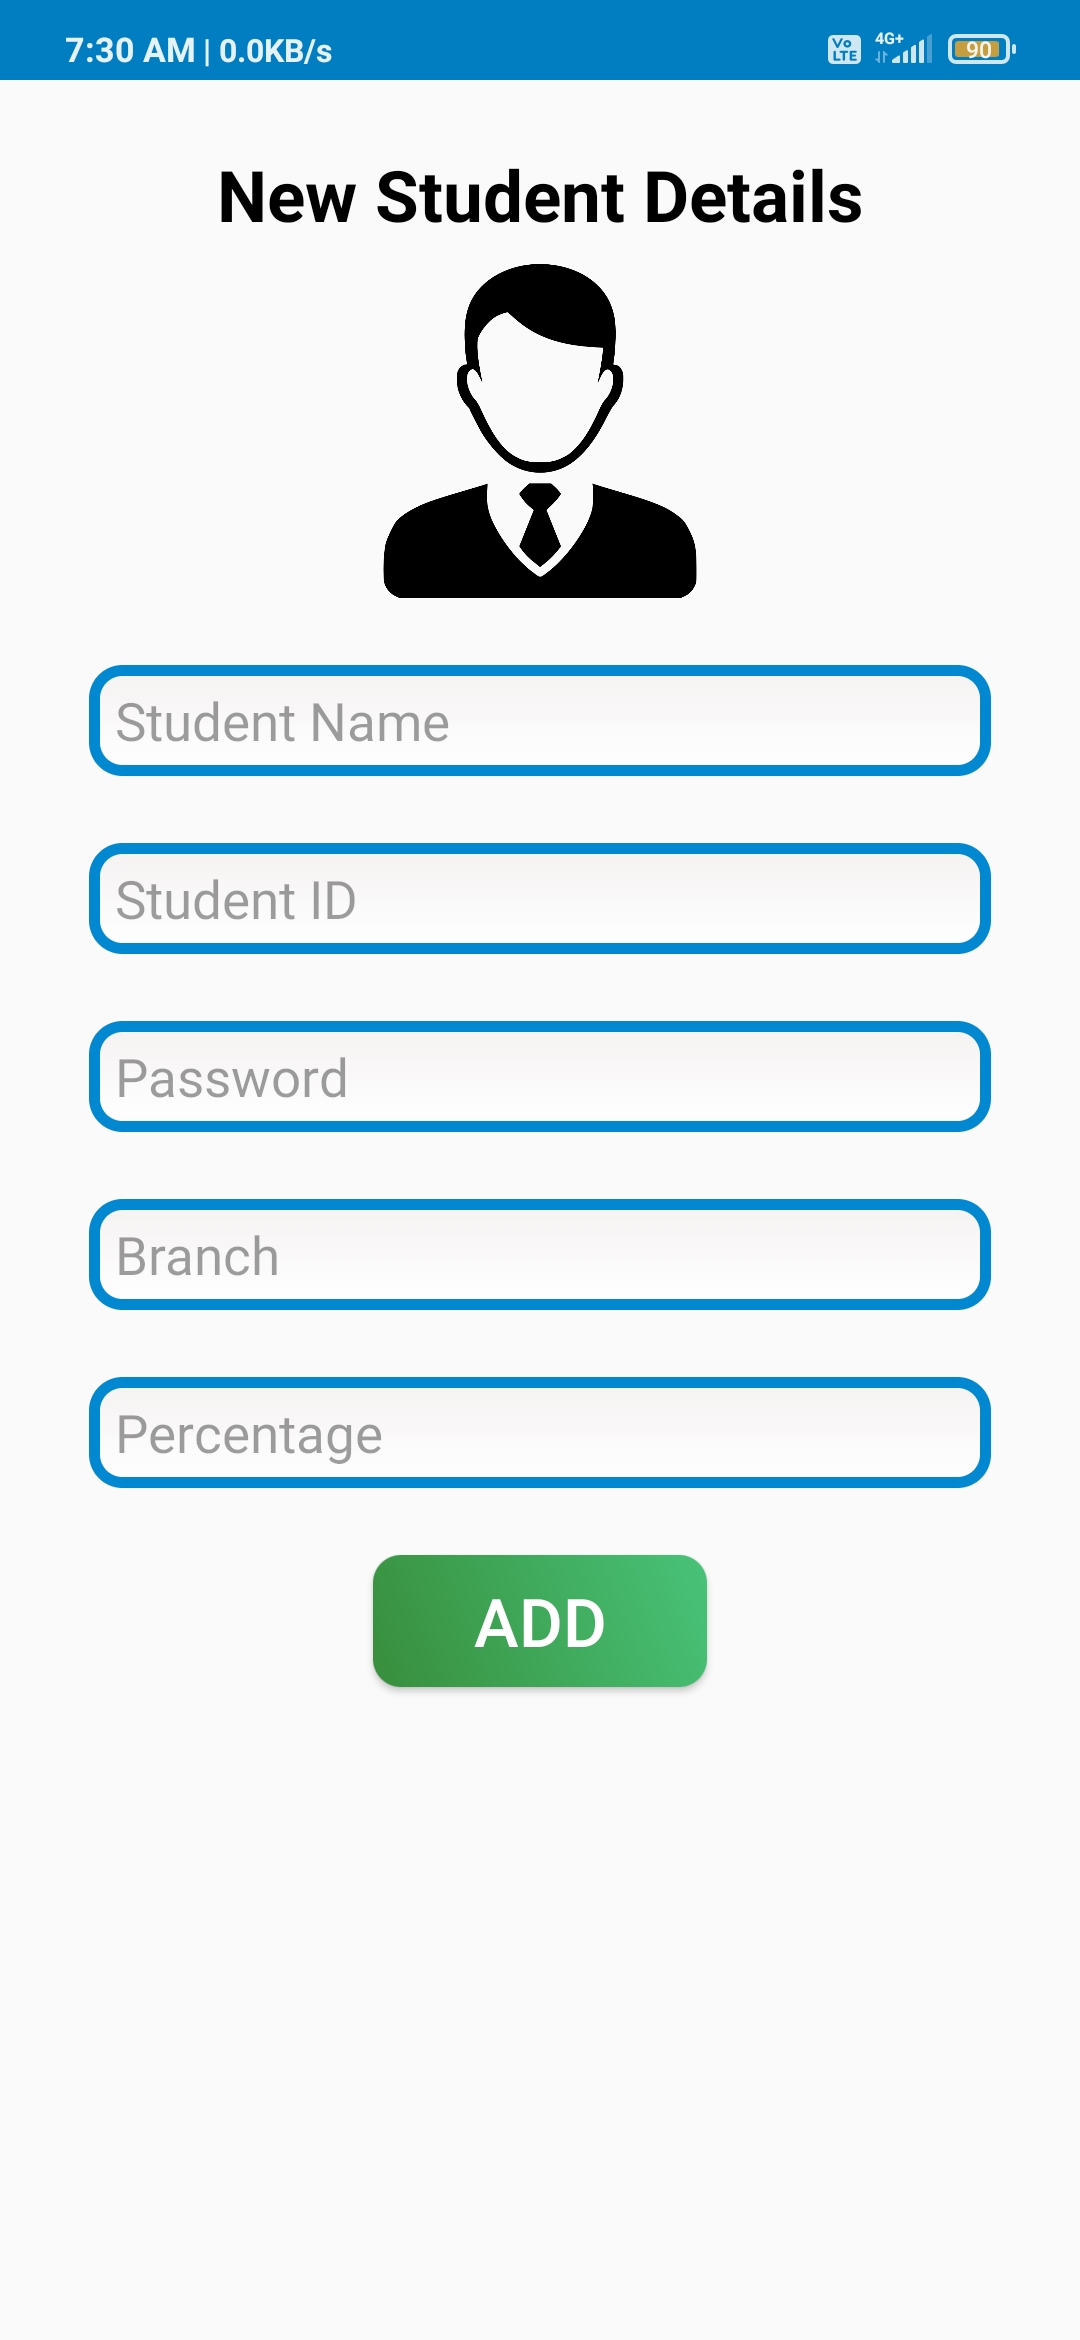 7:30 AM | 0.0KB/s Vo LTE 4G+ 90
New Student Details
Student Name
Student ID
Password
Branch
Percentage
ADD